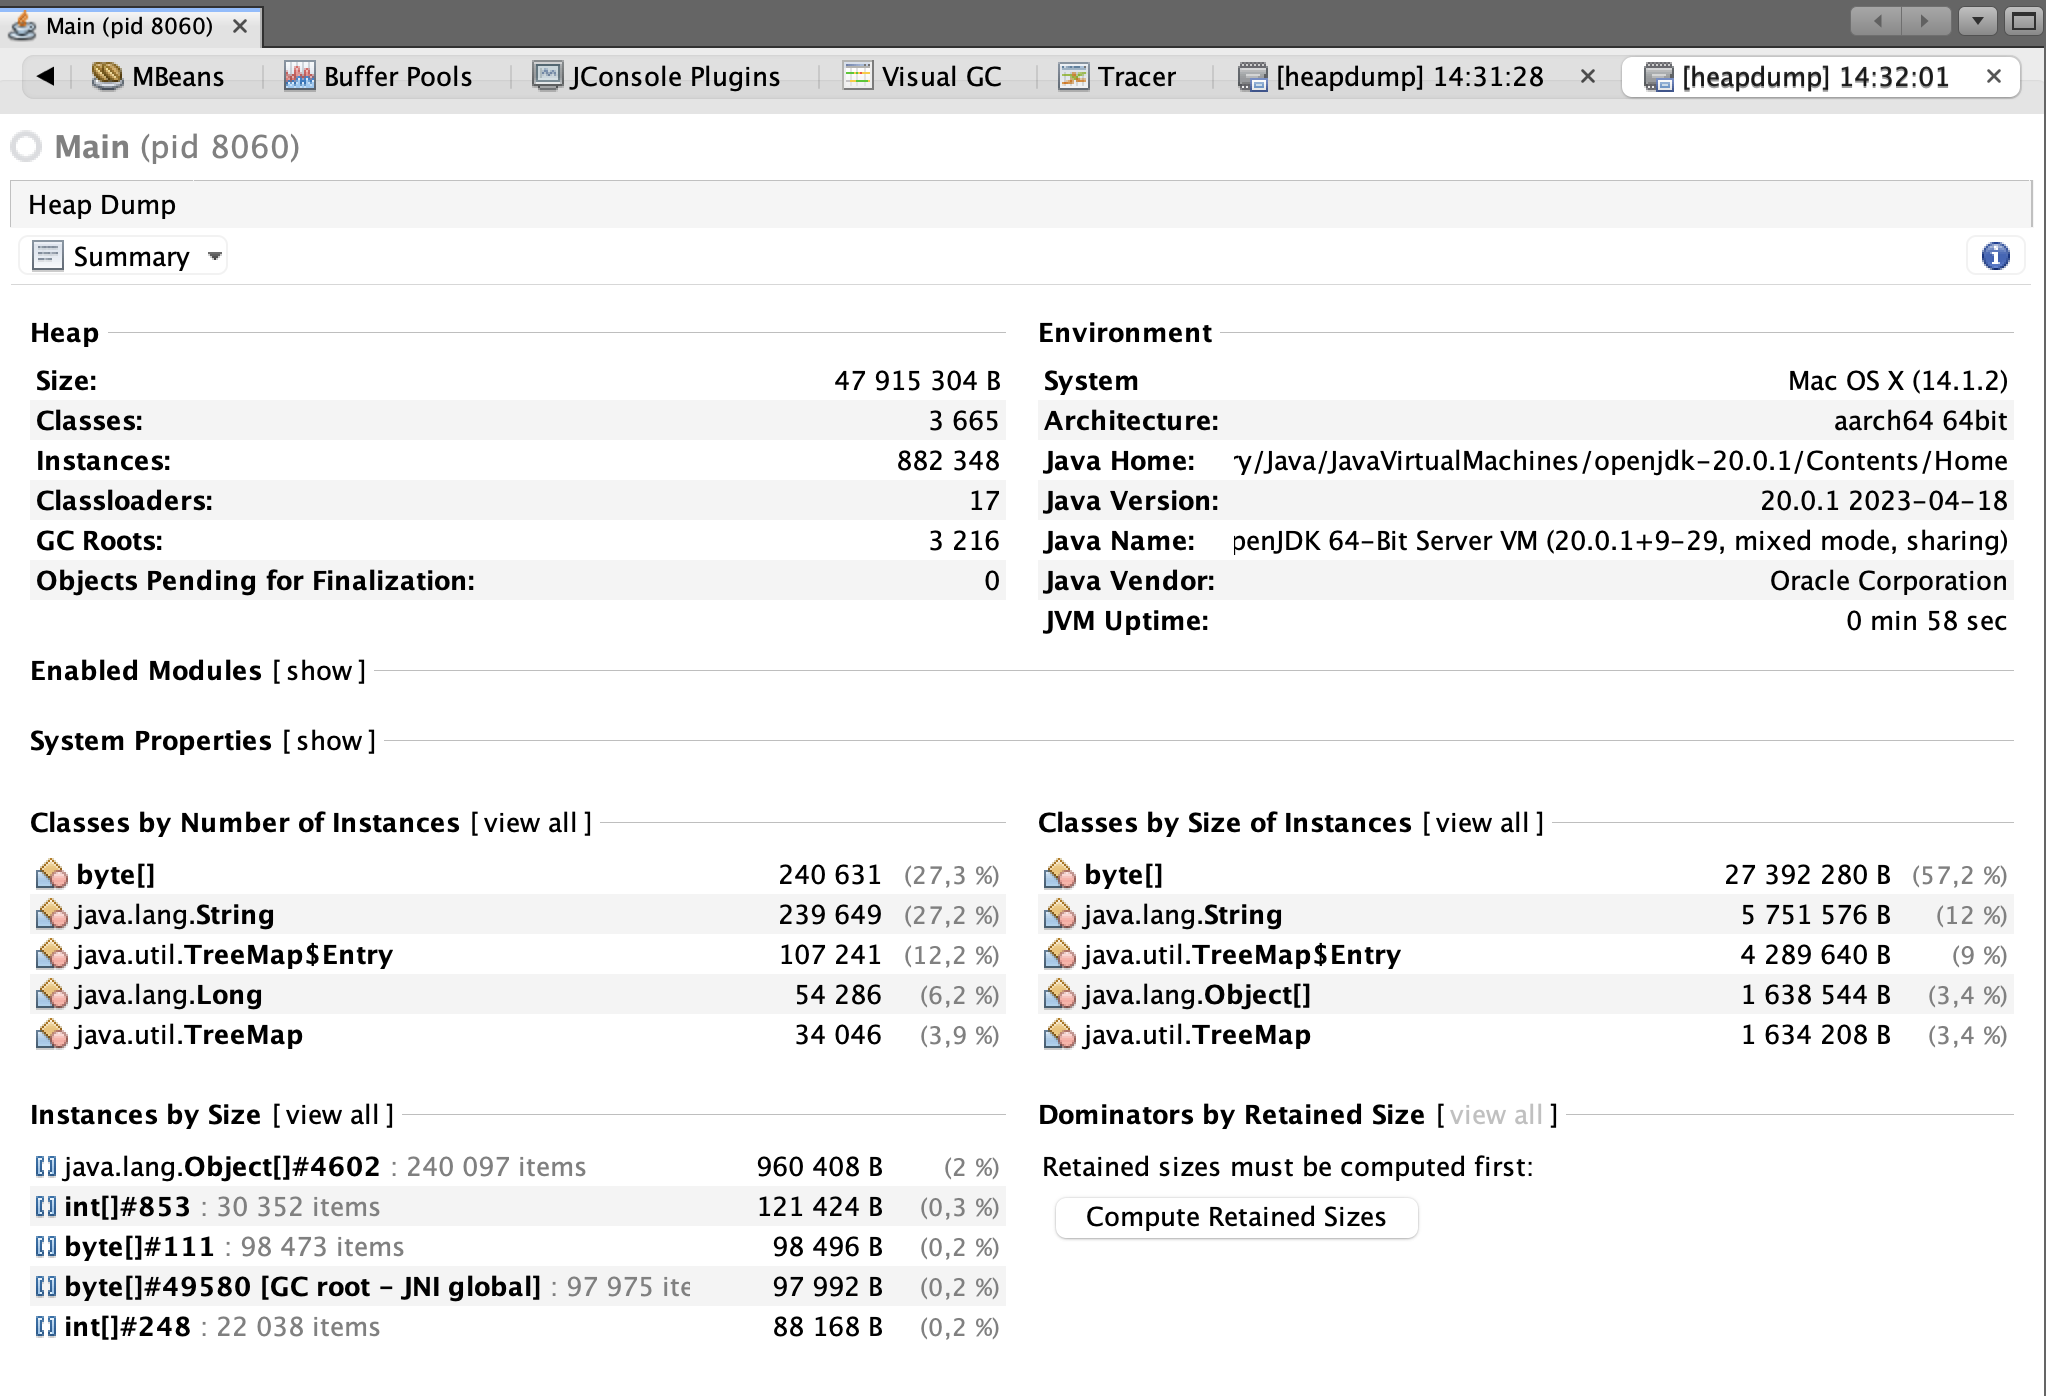 Main (pid 8060)
MBeans Buffer Pools JConsole Plugins Visual GC Tracer [heapdump] 14:31:28 [heapdump] 14:32:01
Main (pid 8060)
Heap Dump
Summary
Heap
Size: 47 915 304 B
Classes: 3 665
Instances: 882 348
Classloaders: 17
GC Roots: 3 216
Objects Pending for Finalization: 0
Environment
System Mac OS X (14.1.2)
Architecture: aarch64 64bit
Java Home: y/Java/JavaVirtualMachines/openjdk-20.0.1/Contents/Home
Java Version: 20.0.1 2023-04-18
Java Name: penJDK 64-Bit Server VM (20.0.1+9-29, mixed mode, sharing)
Java Vendor: Oracle Corporation
JVM Uptime: 0 min 58 sec
Enabled Modules [show]
System Properties [show]
Classes by Number of Instances [view all]
byte[] 240 631 (27,3 %)
java.lang.String 239 649 (27,2 %)
java.util.TreeMap$Entry 107 241 (12,2 %)
java.lang.Long 54 286 (6,2 %)
java.util.TreeMap 34 046 (3,9 %)
Classes by Size of Instances [view all]
byte[] 27 392 280 B (57,2 %)
java.lang.String 5 751 576 B (12 %)
java.util.TreeMap$Entry 4 289 640 B (9 %)
java.lang.Object[] 1 638 544 B (3,4 %)
java.util.TreeMap 1 634 208 B (3,4 %)
Instances by Size [view all]
java.lang.Object[]#4602 : 240 097 items 960 408 B (2 %)
int[]#853 : 30 352 items 121 424 B (0,3 %)
byte[]#111 : 98 473 items 98 496 B (0,2 %)
byte[]#49580 [GC root - JNI global] : 97 975 ite 97 992 B (0,2 %)
int[]#248 : 22 038 items 88 168 B (0,2 %)
Dominators by Retained Size [view all]
Retained sizes must be computed first:
Compute Retained Sizes